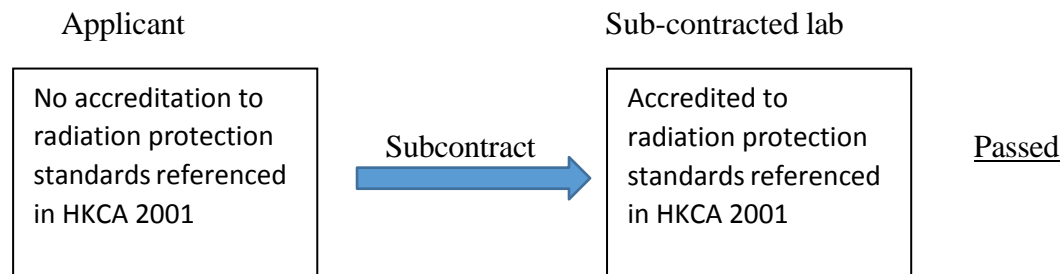 Applicant
Sub-contracted lab
No accreditation to
radiation protection
standards referenced
in HKCA 2001
Subcontract
Accredited to
radiation protection
standards referenced
in HKCA 2001
Passed